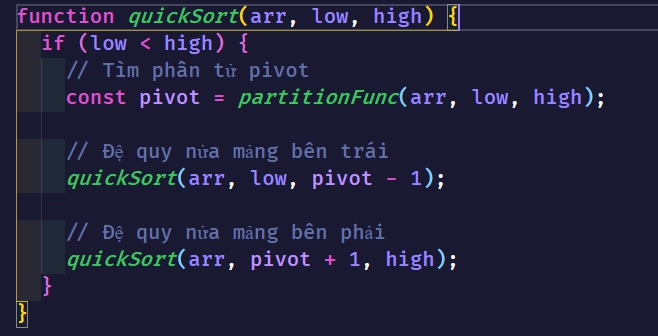 function quickSort(arr, low, high) {
if (low < high) {
// Tìm phân tử pivot
const pivot = partitionFunc(arr, low, high);
// Đệ quy nửa mảng bên trái
quickSort(arr, low, pivot - 1);
// Đệ quy nửa mảng bên phải
quickSort(arr, pivot + 1, high);
}
}